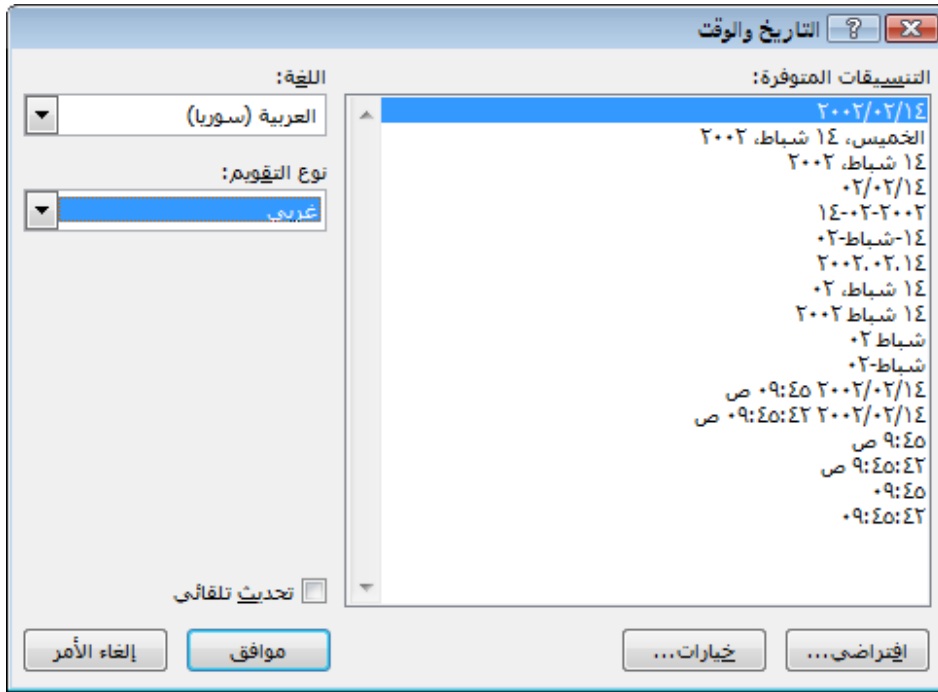 التاريخ والوقت
التنسيقات المتوفرة:
٢٠٠٢/٠٢/١٤
الخميس، ١٤ شباط، ٢٠٠٢
١٤ شباط، ٢٠٠٢
٠٢/٠٢/١٤
٢٠٠٢-٠٢-١٤
١٤-شباط-٠٢
٢٠٠٢.٠٢.١٤
١٤ شباط، ٠٢
١٤ شباط ٢٠٠٢
شباط ٠٢
شباط-٠٢
٢٠٠٢/٠٢/١٤ ٠٩:٤٥ ص
٢٠٠٢/٠٢/١٤ ٠٩:٤٥:٤٢ ص
٩:٤٥ ص
٩:٤٥:٤٢ ص
٠٩:٤٥
٠٩:٤٥:٤٢
اللغة:
العربية (سوريا)
نوع التقويم:
غربي
تحديث تلقائي
افتراضي...
خيارات...
موافق
إلغاء الأمر